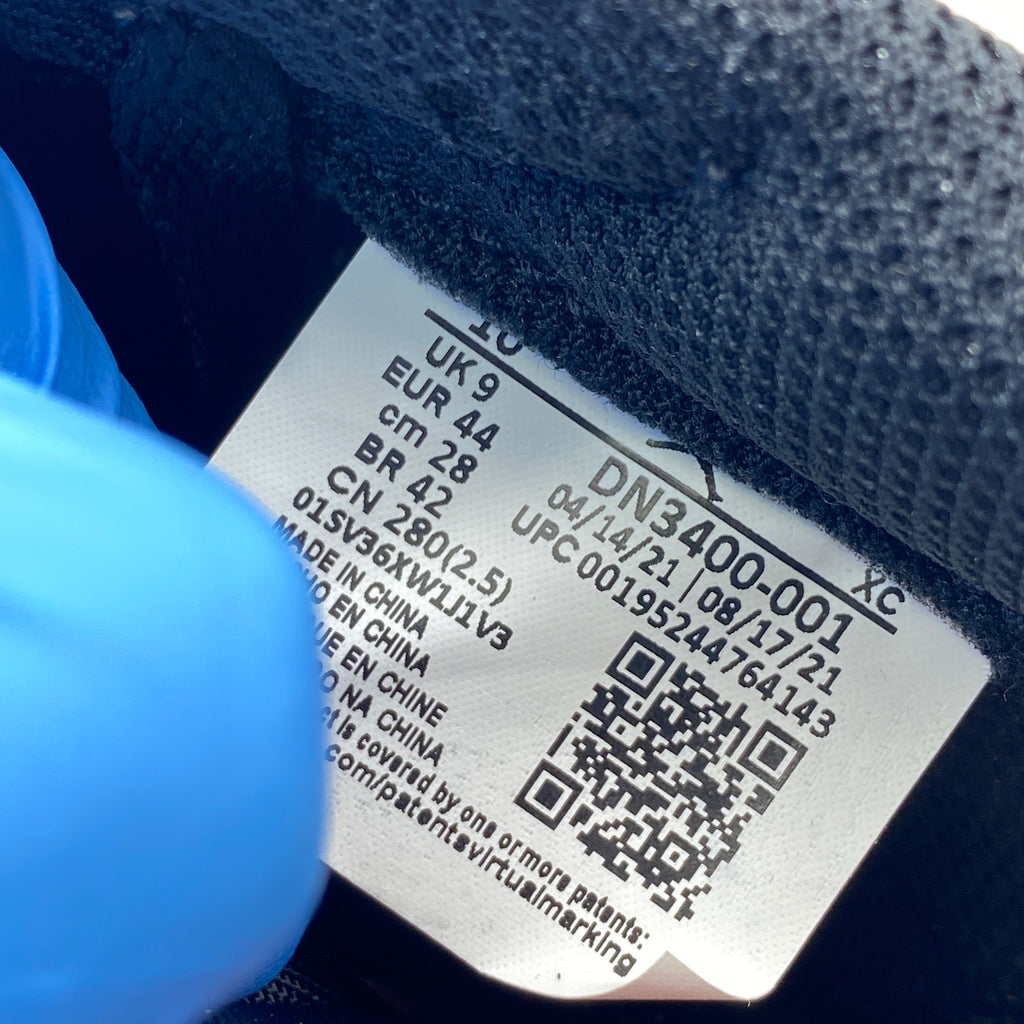 10
UK 9
EUR 44
cm 28
BR 42
CN 280(2.5)
01SV36XW1J1V3
MADE IN CHINA
EN CHINA
EN CHINE
NA CHINA
is covered by one or more patents:
.com/patentsvirtualmarking
XC
DN3400-001
04/14/21 | 08/17/21
UPC 00195244764143